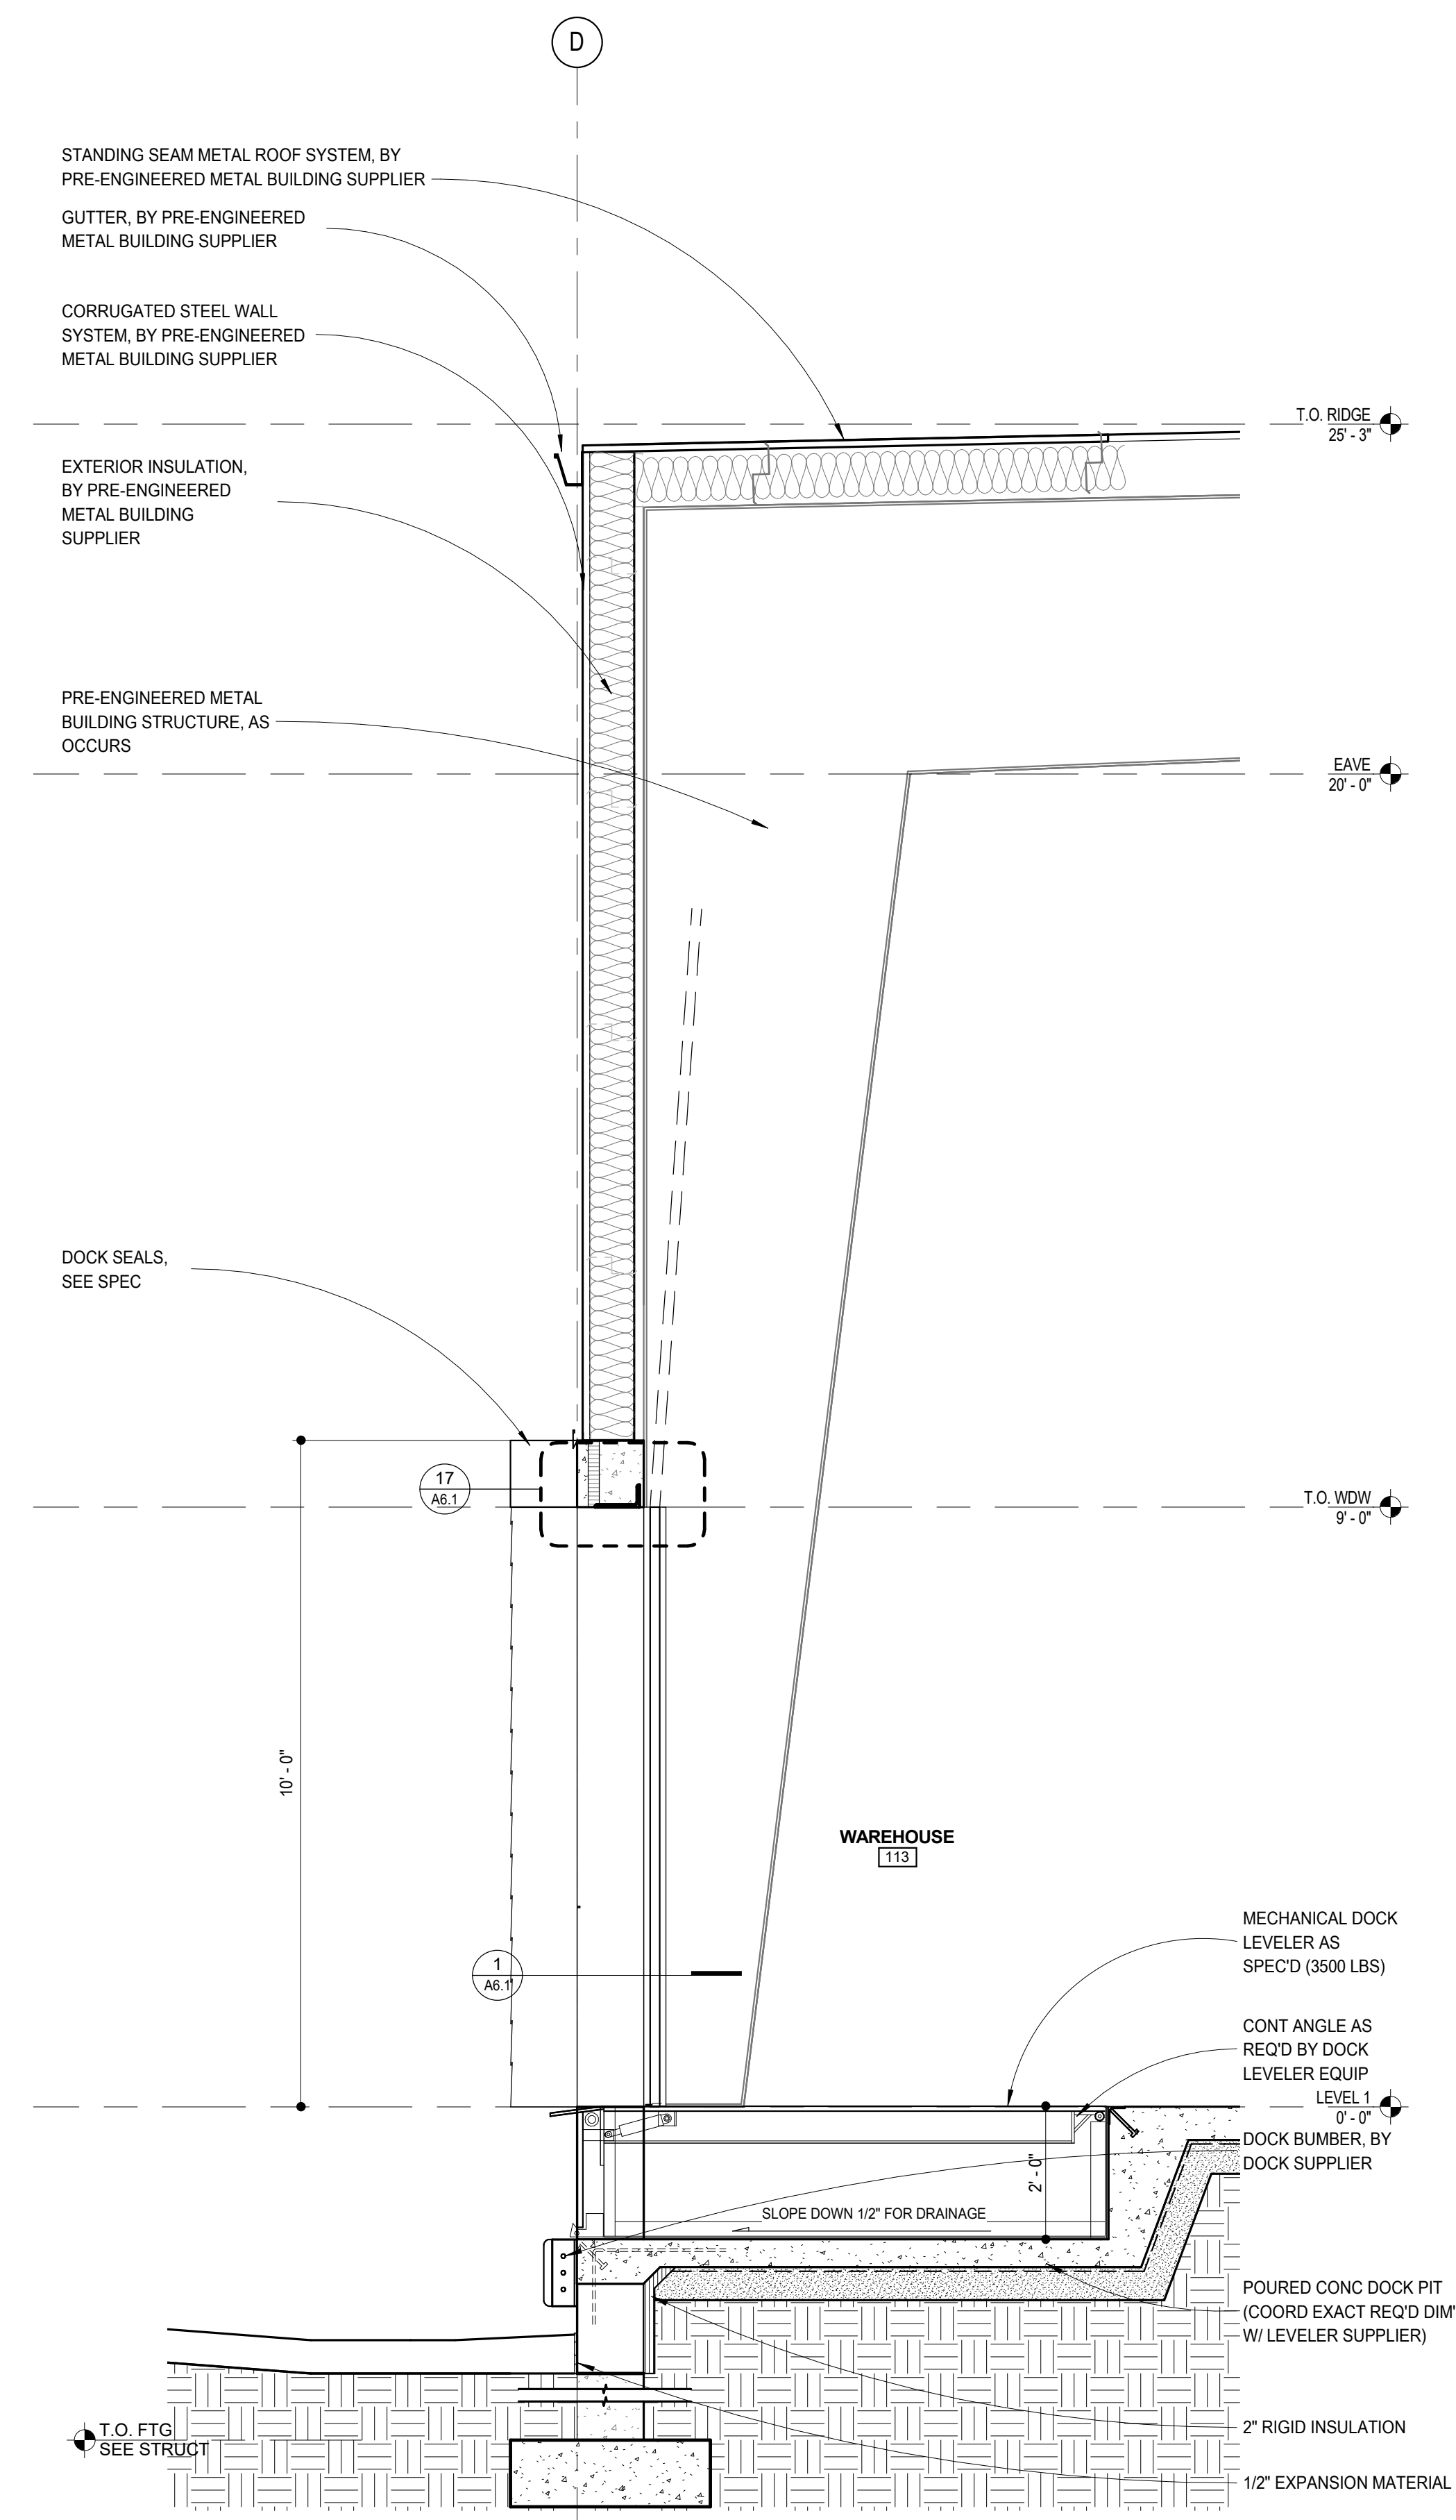 D
STANDING SEAM METAL ROOF SYSTEM, BY
PRE-ENGINEERED METAL BUILDING SUPPLIER
GUTTER, BY PRE-ENGINEERED
METAL BUILDING SUPPLIER
CORRUGATED STEEL WALL
SYSTEM, BY PRE-ENGINEERED
METAL BUILDING SUPPLIER
T.O. RIDGE
25' - 3"
EXTERIOR INSULATION,
BY PRE-ENGINEERED
METAL BUILDING
SUPPLIER
PRE-ENGINEERED METAL
BUILDING STRUCTURE, AS
OCCURS
EAVE
20' - 0"
DOCK SEALS,
SEE SPEC
17
A6.1
T.O. WDW
9' - 0"
10' - 0"
WAREHOUSE
113
1
A6.1
MECHANICAL DOCK
LEVELER AS
SPEC'D (3500 LBS)
CONT ANGLE AS
REQ'D BY DOCK
LEVELER EQUIP
LEVEL 1
0' - 0"
DOCK BUMBER, BY
DOCK SUPPLIER
2' - 0"
SLOPE DOWN 1/2" FOR DRAINAGE
POURED CONC DOCK PIT
(COORD EXACT REQ'D DIM'
W/ LEVELER SUPPLIER)
2" RIGID INSULATION
T.O. FTG
SEE STRUCT
1/2" EXPANSION MATERIAL